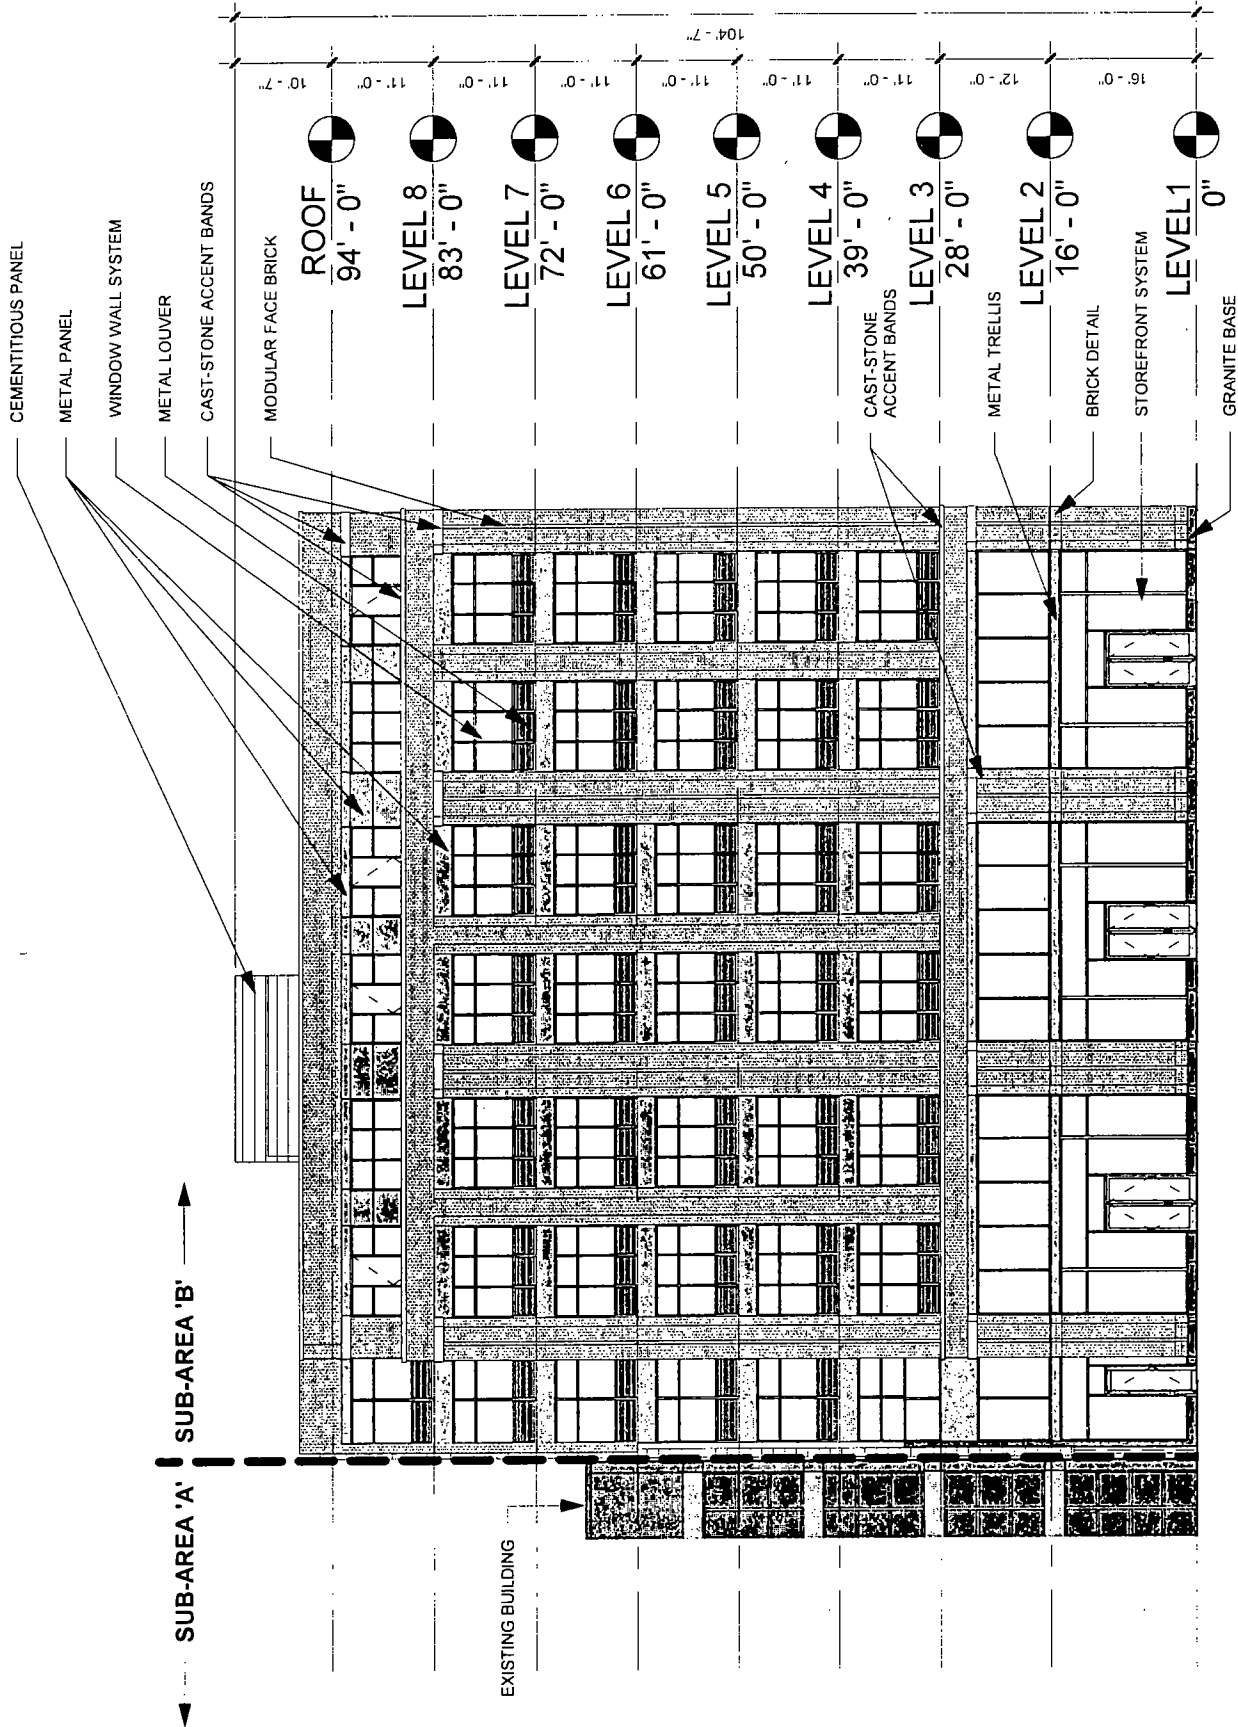 CEMENTITIOUS PANEL
METAL PANEL
WINDOW WALL SYSTEM
METAL LOUVER
CAST-STONE ACCENT BANDS
MODULAR FACE BRICK
ROOF
94' - 0"
LEVEL 8
83' - 0"
LEVEL 7
72' - 0"
LEVEL 6
61' - 0"
LEVEL 5
50' - 0"
LEVEL 4
39' - 0"
LEVEL 3
28' - 0"
LEVEL 2
16' - 0"
LEVEL 1
0"
10' - 7"
11' - 0"
11' - 0"
11' - 0"
11' - 0"
11' - 0"
11' - 0"
12' - 0"
16' - 0"
104' - 7"
CAST-STONE
ACCENT BANDS
METAL TRELLIS
BRICK DETAIL
STOREFRONT SYSTEM
GRANITE BASE
SUB-AREA 'A'
SUB-AREA 'B'
EXISTING BUILDING